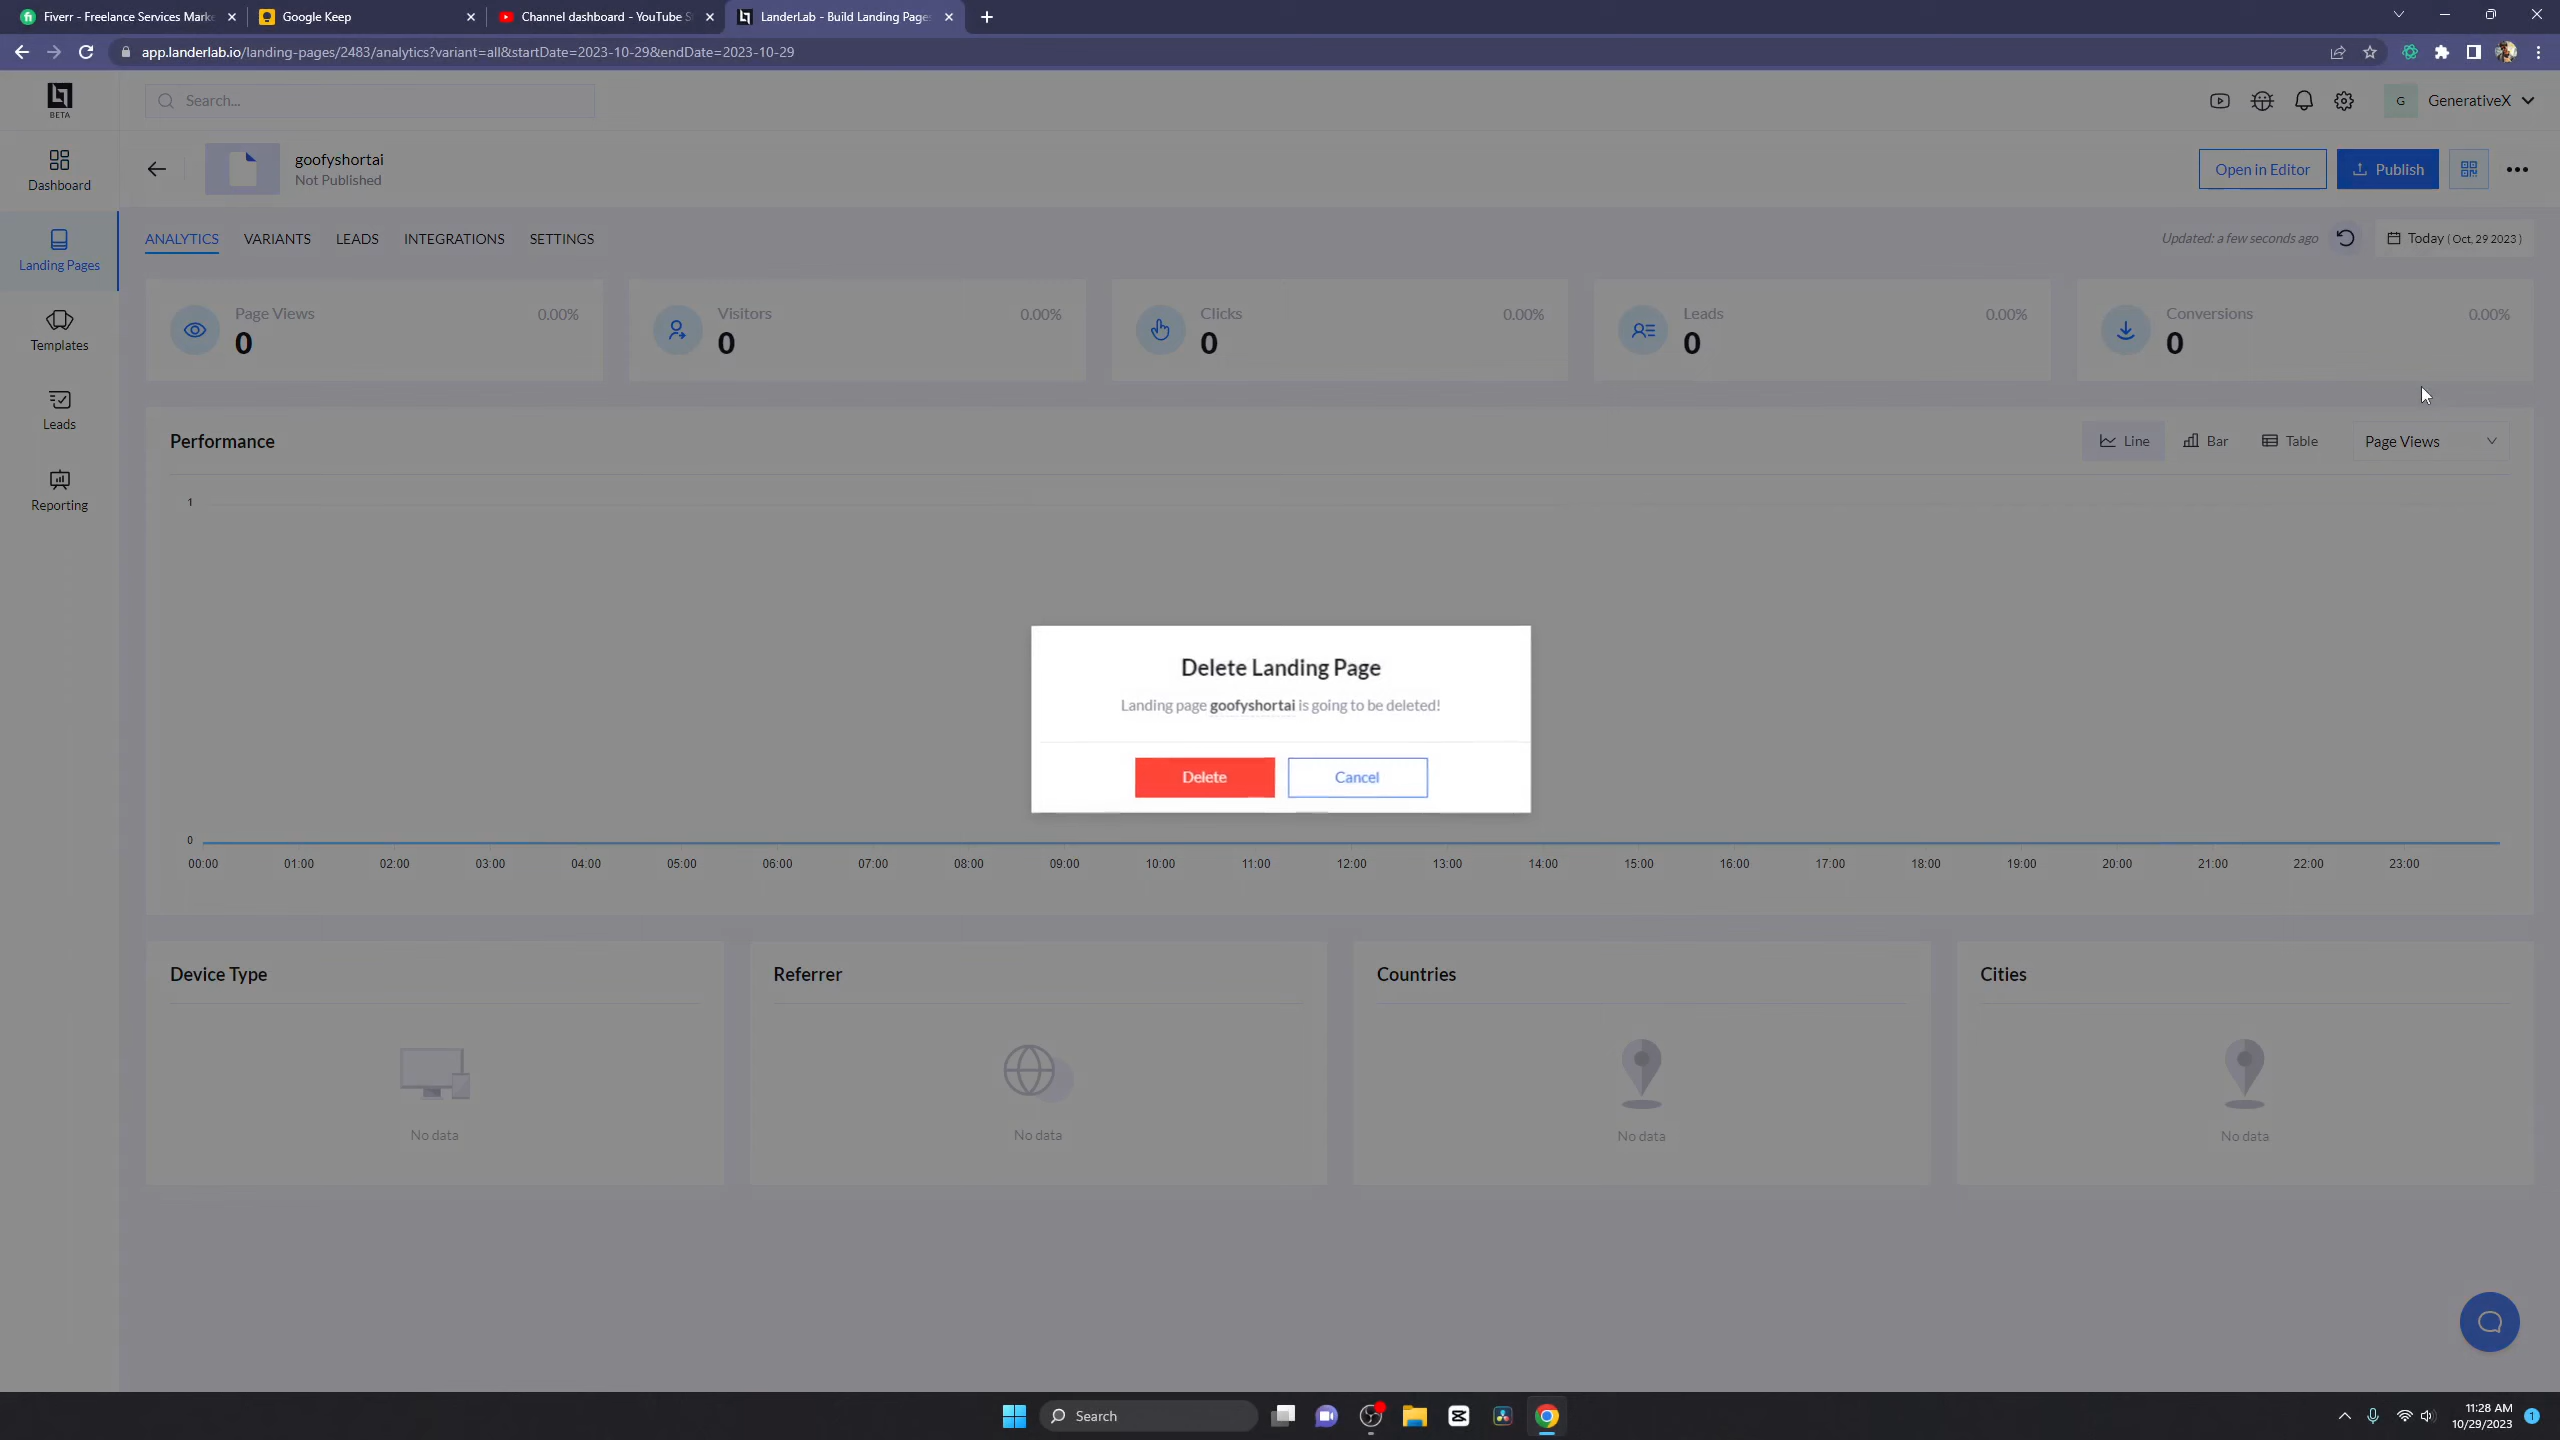 Fiverr - Freelance Services Mark
Google Keep
Channel dashboard - YouTube S
LanderLab - Build Landing Page
app.landerlab.io/landing-pages/2483/analytics?variant=all&startDate=2023-10-29&endDate=2023-10-29
BETA
Search...
G
GenerativeX
Dashboard
Landing Pages
Templates
Leads
Reporting
goofyshortai
Not Published
Open in Editor
Publish
ANALYTICS
VARIANTS
LEADS
INTEGRATIONS
SETTINGS
Updated: a few seconds ago
Today ( Oct, 29 2023 )
Page Views
0.00%
0
Visitors
0.00%
0
Clicks
0.00%
0
Leads
0.00%
0
Conversions
0.00%
0
Performance
Line
Bar
Table
Page Views
1
0
00:00 01:00 02:00 03:00 04:00 05:00 06:00 07:00 08:00 09:00 10:00 11:00 12:00 13:00 14:00 15:00 16:00 17:00 18:00 19:00 20:00 21:00 22:00 23:00
Delete Landing Page
Landing page goofyshortai is going to be deleted!
Delete
Cancel
Device Type
No data
Referrer
No data
Countries
No data
Cities
No data
Search
11:28 AM
10/29/2023
1